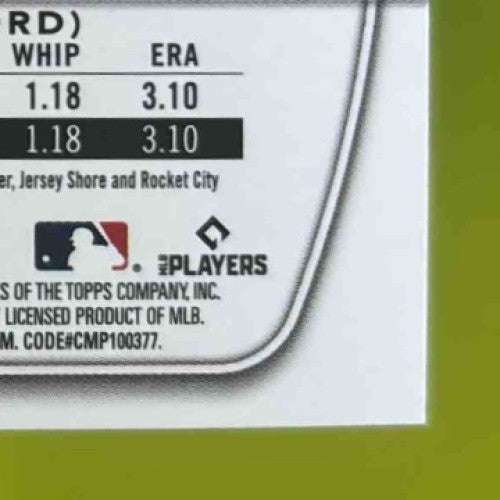 RD)
WHIP ERA
1.18 3.10
1.18 3.10
er, Jersey Shore and Rocket City
MLB PLAYERS
S OF THE TOPPS COMPANY, INC.
LICENSED PRODUCT OF MLB.
M. CODE#CMP100377.